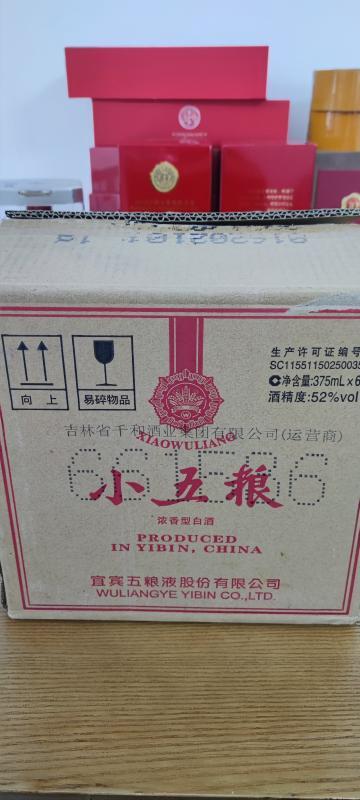 生产许可证编号
SC1155115025003
净含量:375mL×6
酒精度:52%vol
向 上
易碎物品
XIAOWULIANG
吉林省千和酒业集团有限公司(运营商)
661536
小五粮
浓香型白酒
PRODUCED
IN YIBIN, CHINA
宜宾五粮液股份有限公司
WULIANGYE YIBIN CO.,LTD.